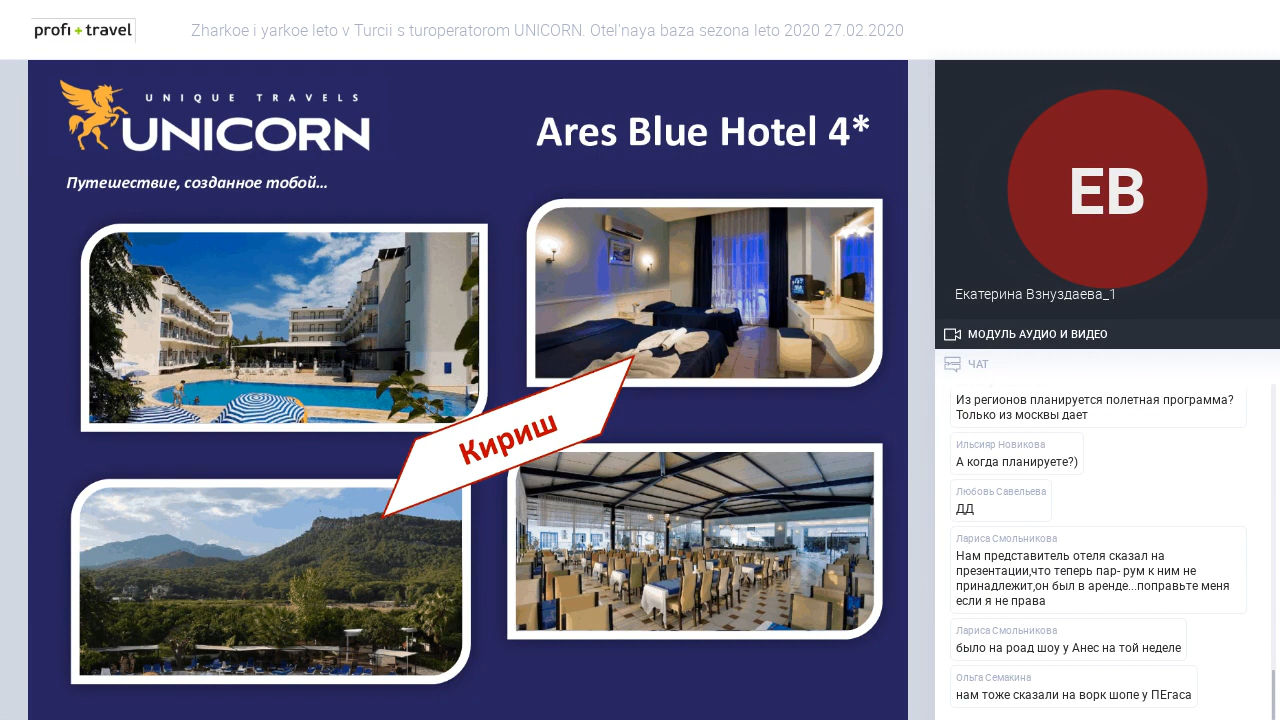 profi + travel
Zharkoe i yarkoe leto v Turcii s turoperatorom UNICORN. Otel'naya baza sezona leto 2020 27.02.2020
UNIQUE TRAVELS
UNICORN
Путешествие, созданное тобой...
Ares Blue Hotel 4*
Кириш
EB
Екатерина Взнуздаева_1
МОДУЛЬ АУДИО И ВИДЕО
ЧАТ
Из регионов планируется полетная программа?
Только из москвы дает
Ильсияр Новикова
А когда планируете?)
Любовь Савельева
ДД
Лариса Смольникова
Нам представитель отеля сказал на
презентации,что теперь пар- рум к ним не
принадлежит,он был в аренде...поправьте меня
если я не права
Лариса Смольникова
было на роад шоу у Анес на той неделе
Ольга Семакина
нам тоже сказали на ворк шопе у ПЕгаса